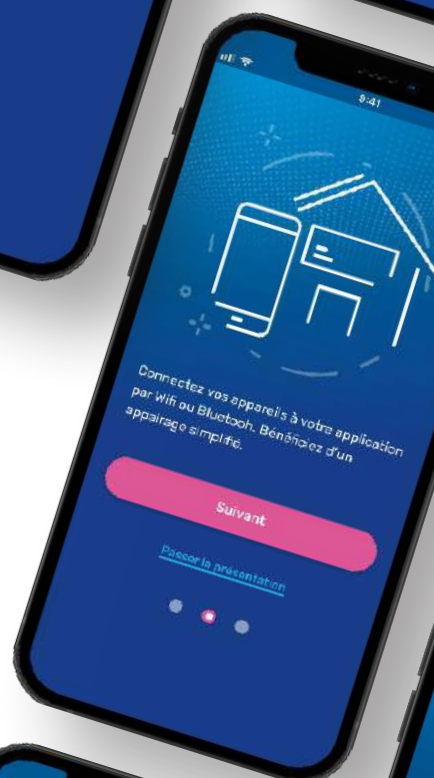 9:41
Connectez vos appareils à votre application
par Wifi ou Bluetooh. Bénéficiez d'un
appairage simplifié.
Suivant
Passer la présentation